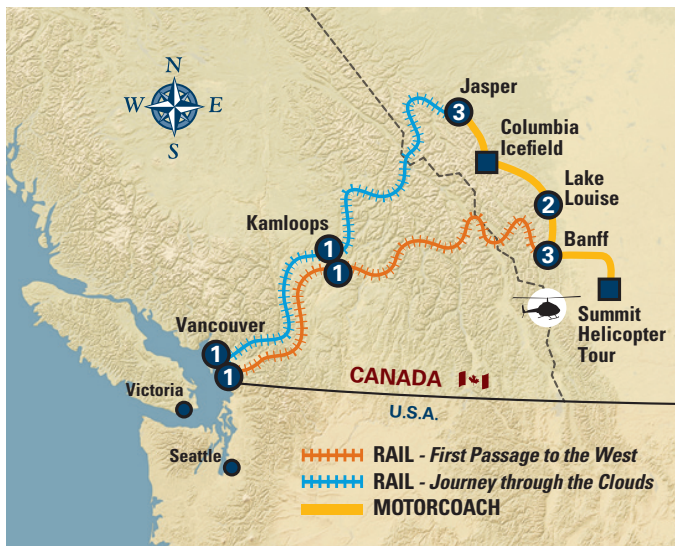 N
W
E
S
Jasper
3
Columbia
Icefield
Lake
Louise
2
Kamloops
1
1
Banff
3
Summit
Helicopter
Tour
Vancouver
1
1
CANADA
Victoria
U.S.A.
Seattle
RAIL - First Passage to the West
RAIL - Journey through the Clouds
MOTORCOACH